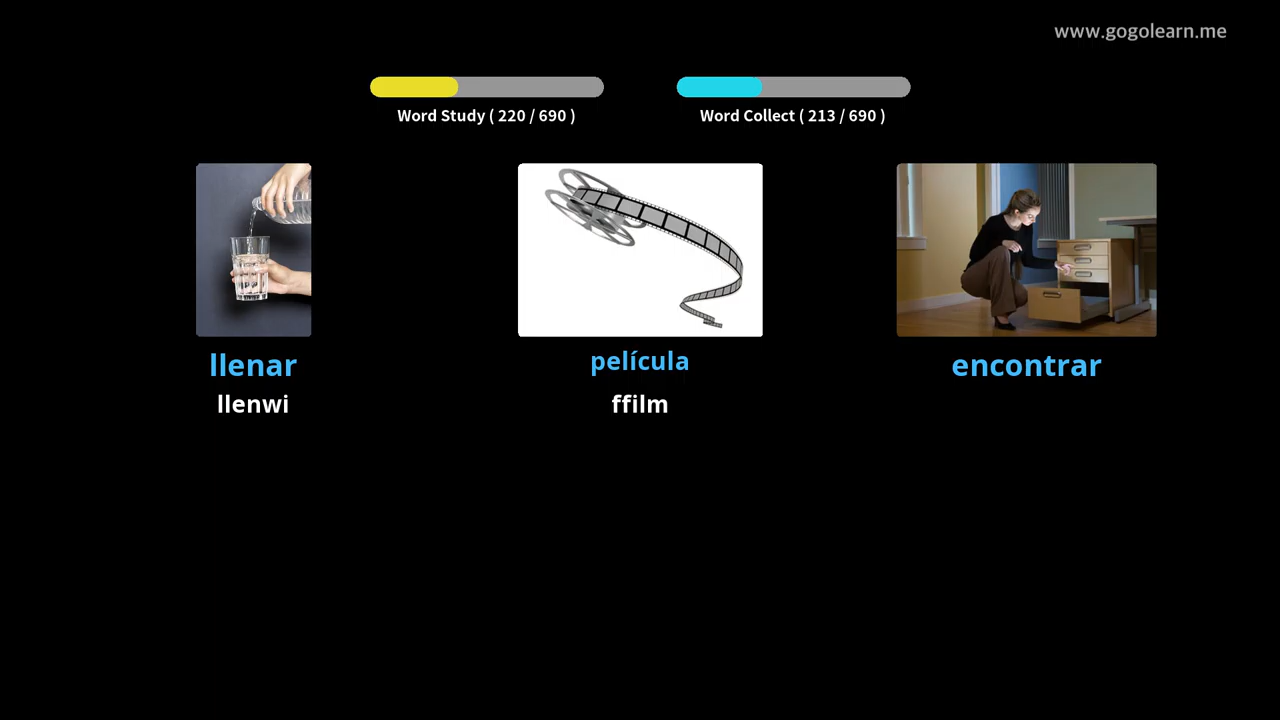 www.gogolearn.me
Word Study ( 220 / 690 )
Word Collect ( 213 / 690 )
llenar
película
encontrar
llenwi
ffilm